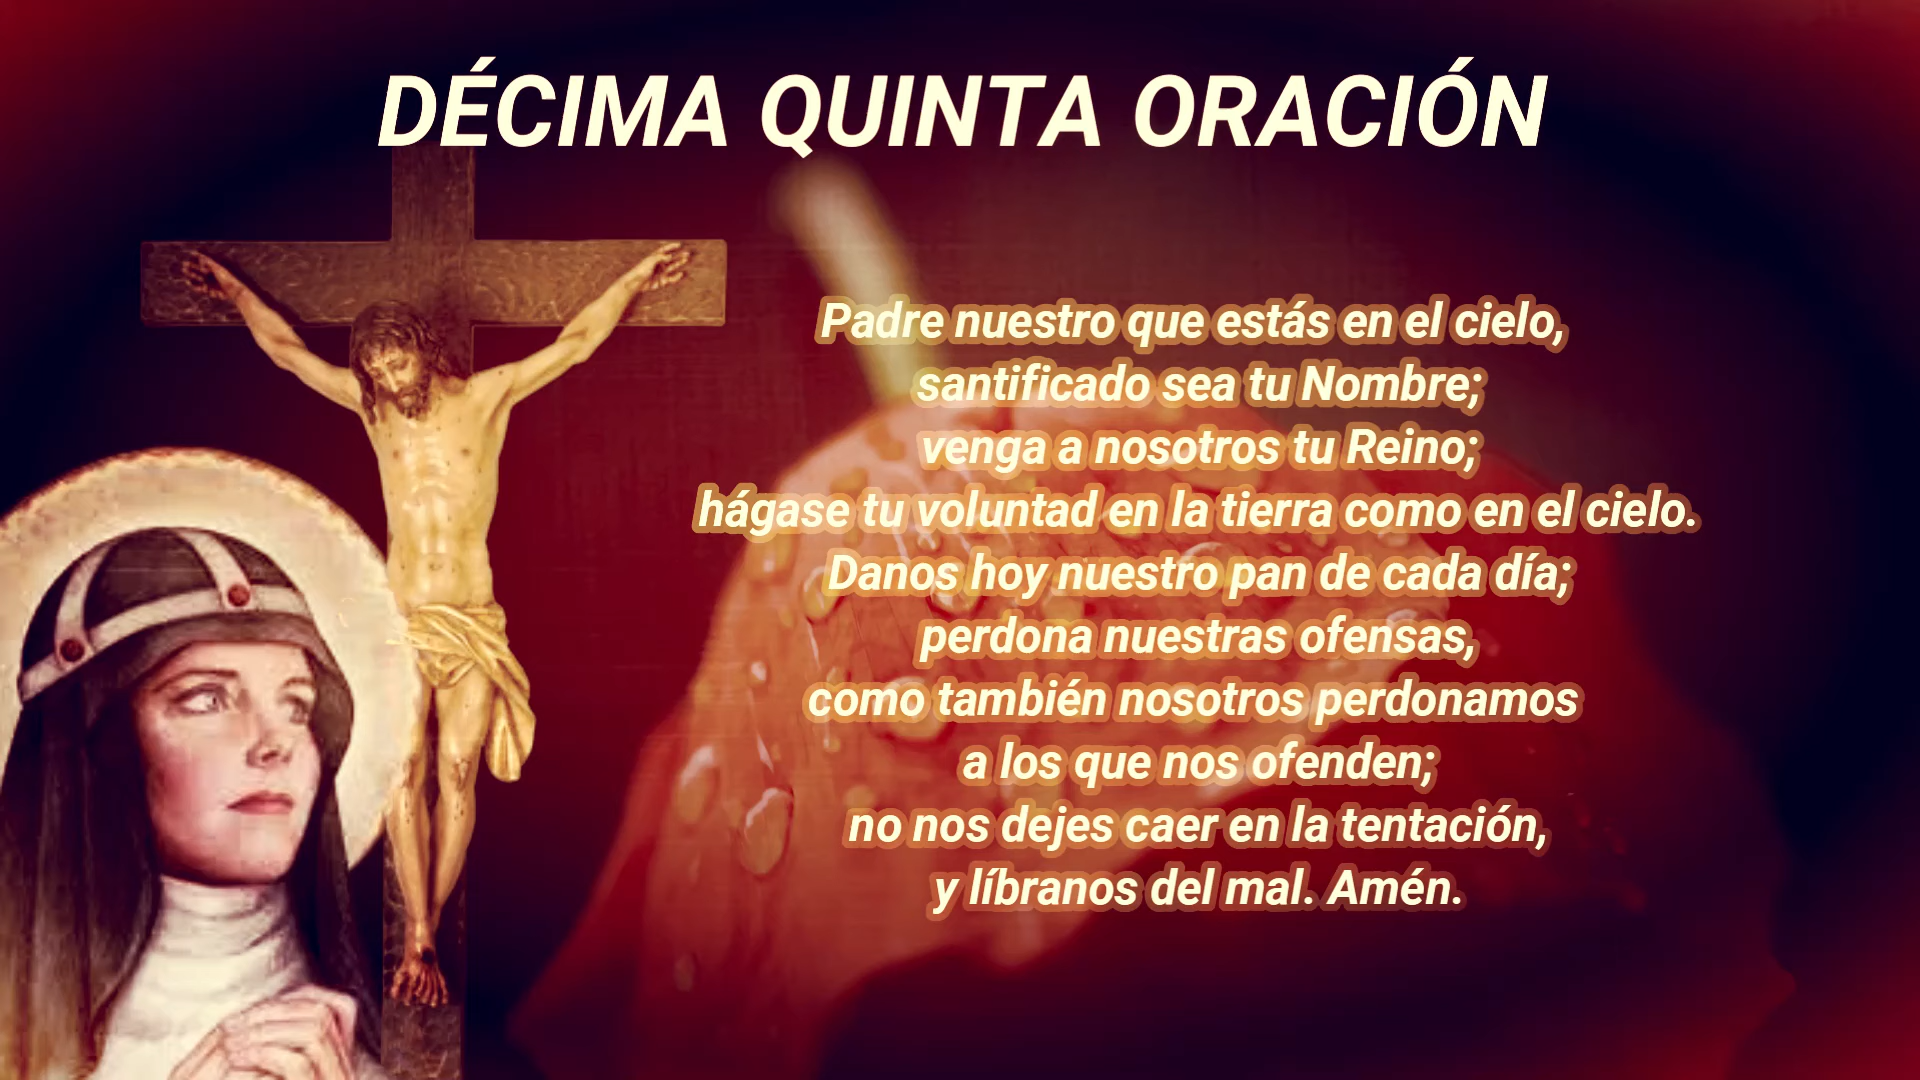 DÉCIMA QUINTA ORACIÓN
Padre nuestro que estás en el cielo,
santificado sea tu Nombre;
venga a nosotros tu Reino;
hágase tu voluntad en la tierra como en el cielo.
Danos hoy nuestro pan de cada día;
perdona nuestras ofensas,
como también nosotros perdonamos
a los que nos ofenden;
no nos dejes caer en la tentación,
y líbranos del mal. Amén.